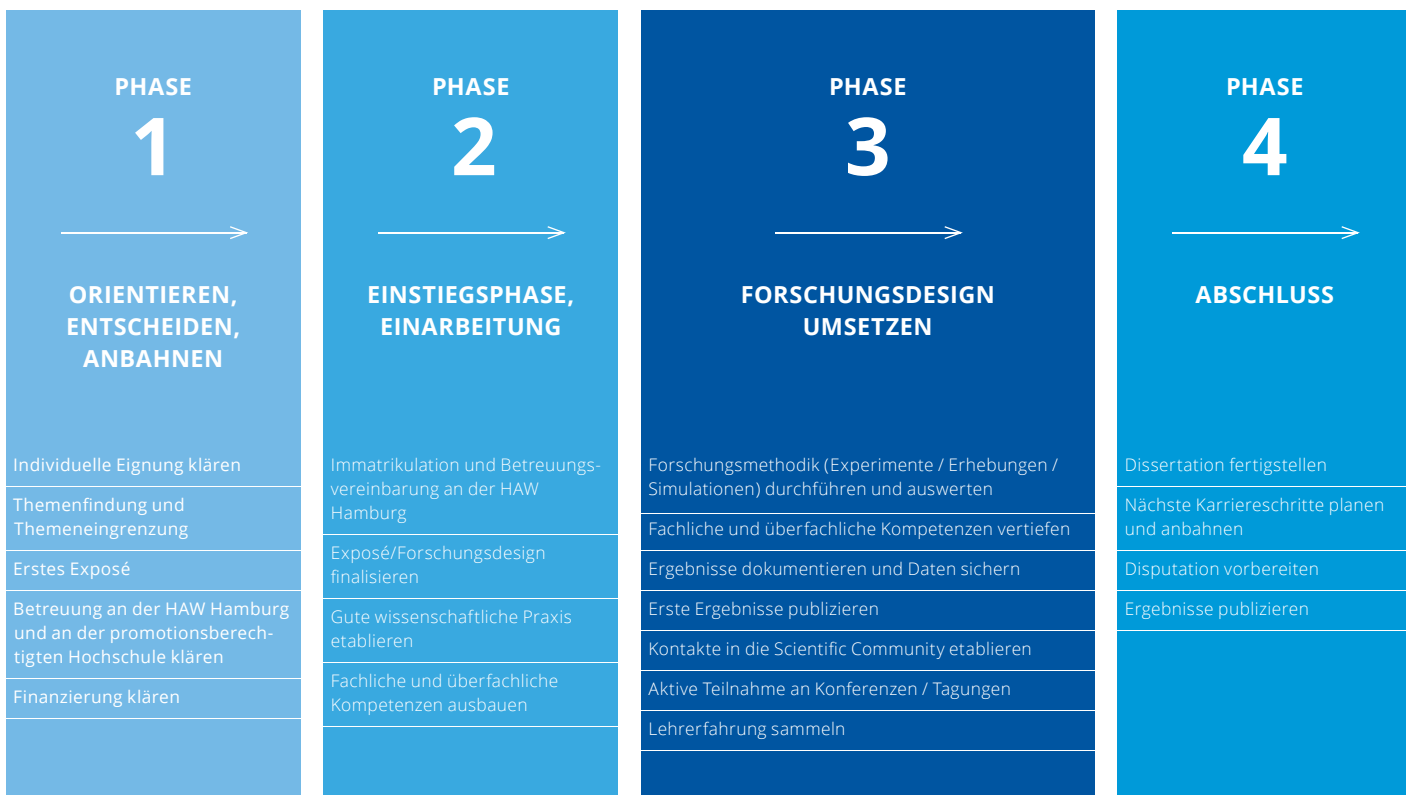 PHASE
1
ORIENTIEREN,
ENTSCHEIDEN,
ANBAHNEN
Individuelle Eignung klären
Themenfindung und
Themeneingrenzung
Erstes Exposé
Betreuung an der HAW Hamburg
und an der promotionsberech-
tigten Hochschule klären
Finanzierung klären
PHASE
2
EINSTIEGSPHASE,
EINARBEITUNG
Immatrikulation und Betreuungs-
vereinbarung an der HAW
Hamburg
Exposé/Forschungsdesign
finalisieren
Gute wissenschaftliche Praxis
etablieren
Fachliche und überfachliche
Kompetenzen ausbauen
PHASE
3
FORSCHUNGSDESIGN
UMSETZEN
Forschungsmethodik (Experimente / Erhebungen /
Simulationen) durchführen und auswerten
Fachliche und überfachliche Kompetenzen vertiefen
Ergebnisse dokumentieren und Daten sichern
Erste Ergebnisse publizieren
Kontakte in die Scientific Community etablieren
Aktive Teilnahme an Konferenzen / Tagungen
Lehrerfahrung sammeln
PHASE
4
ABSCHLUSS
Dissertation fertigstellen
Nächste Karriereschritte planen
und anbahnen
Disputation vorbereiten
Ergebnisse publizieren